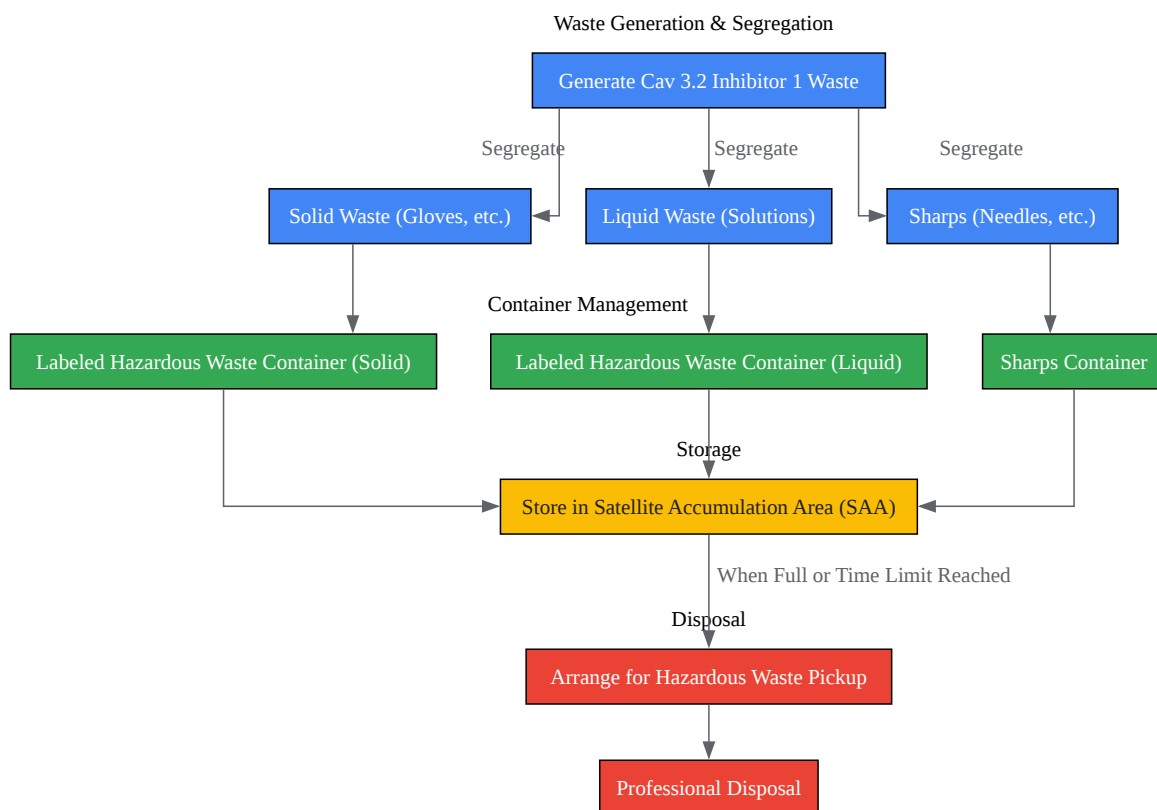 Waste Generation & Segregation
Generate Cav 3.2 Inhibitor 1 Waste
Segregate
Segregate
Segregate
Solid Waste (Gloves, etc.)
Liquid Waste (Solutions)
Sharps (Needles, etc.)
Container Management
Labeled Hazardous Waste Container (Solid)
Labeled Hazardous Waste Container (Liquid)
Sharps Container
Storage
Store in Satellite Accumulation Area (SAA)
When Full or Time Limit Reached
Disposal
Arrange for Hazardous Waste Pickup
Professional Disposal